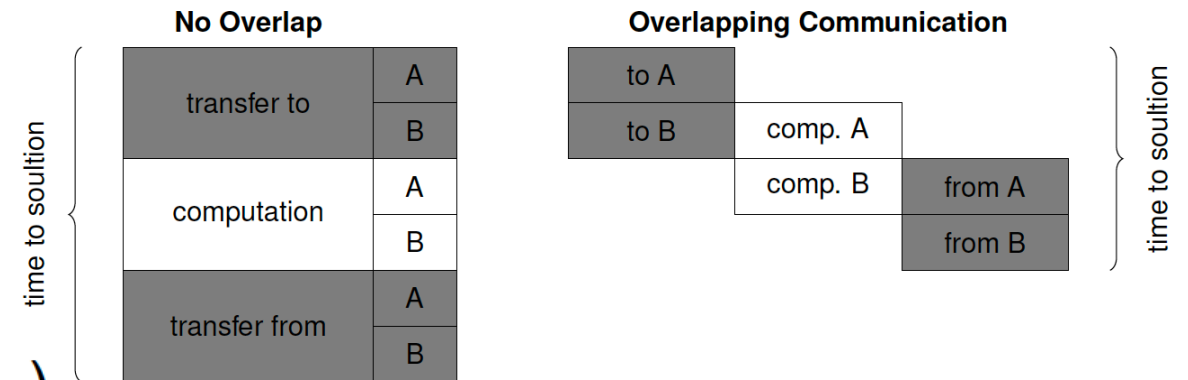 No Overlap
time to soultion
transfer to
A
B
computation
A
B
transfer from
A
B
)
Overlapping Communication
to A
to B
comp. A
comp. B
from A
from B
time to soultion